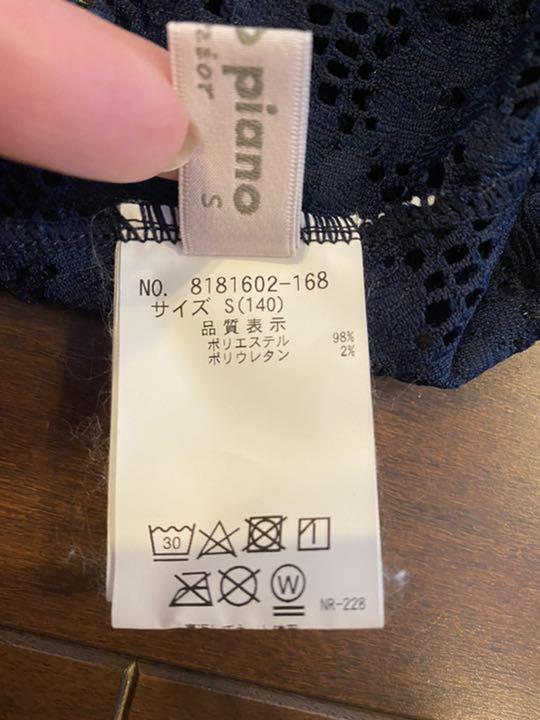 piano
S
NO. 8181602-168
サイズ S(140)
品質表示
ポリエステル 98%
ポリウレタン 2%
30
W
NR-228